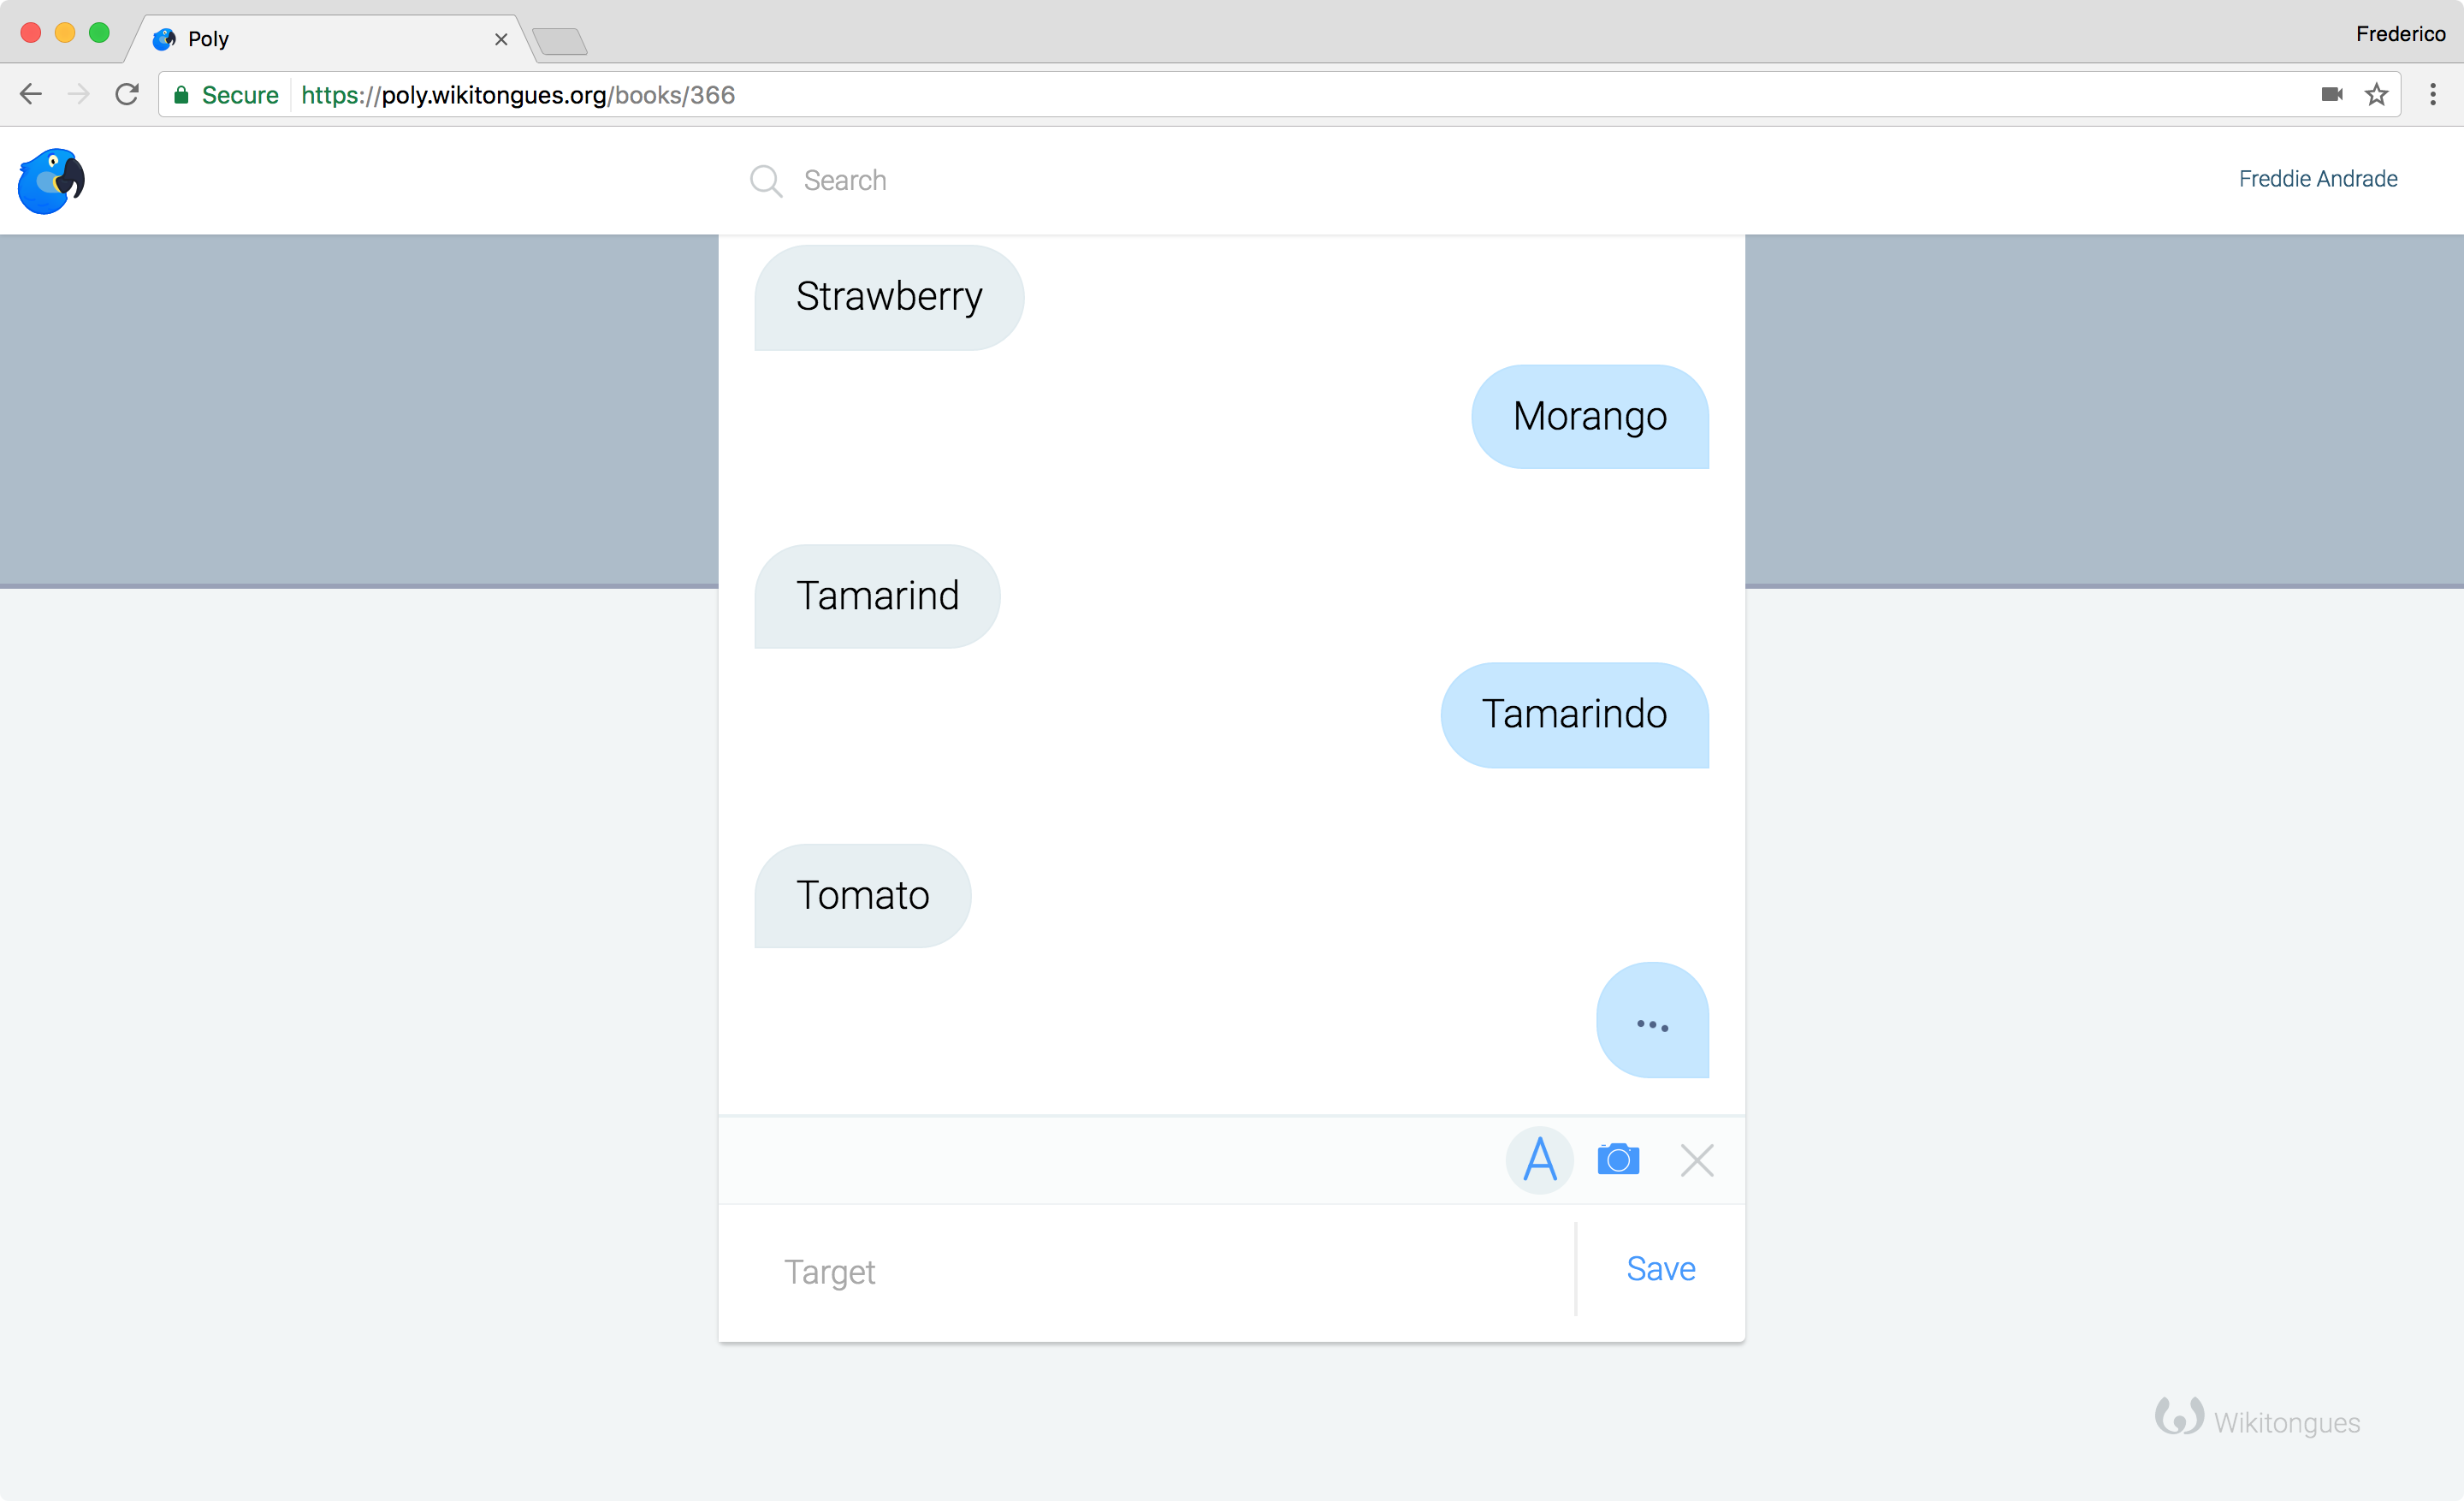 Poly
Frederico
Secure https://poly.wikitongues.org/books/366
Search
Freddie Andrade
Strawberry
Morango
Tamarind
Tamarindo
Tomato
...
A
Target
Save
Wikitongues